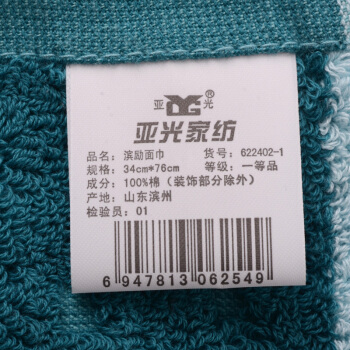 亚 光®
亚光家纺
品名：滨励面巾 货号：622402-1
规格：34cm*76cm 等级：一等品
成分：100%棉（装饰部分除外）
产地：山东滨州
检验员：01
6 947813 062549